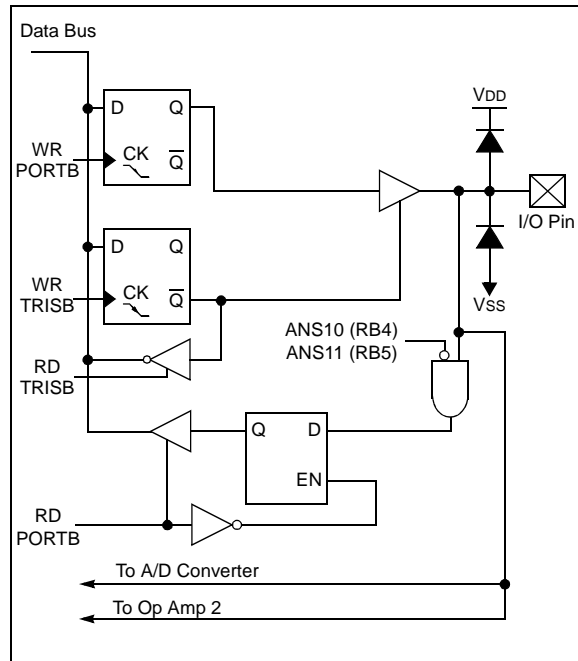 Data Bus
D Q
WR
PORTB
CK Q
VDD
I/O Pin
D Q
WR
TRISB
CK Q
VSS
ANS10 (RB4)
ANS11 (RB5)
RD
TRISB
Q D
EN
RD
PORTB
To A/D Converter
To Op Amp 2